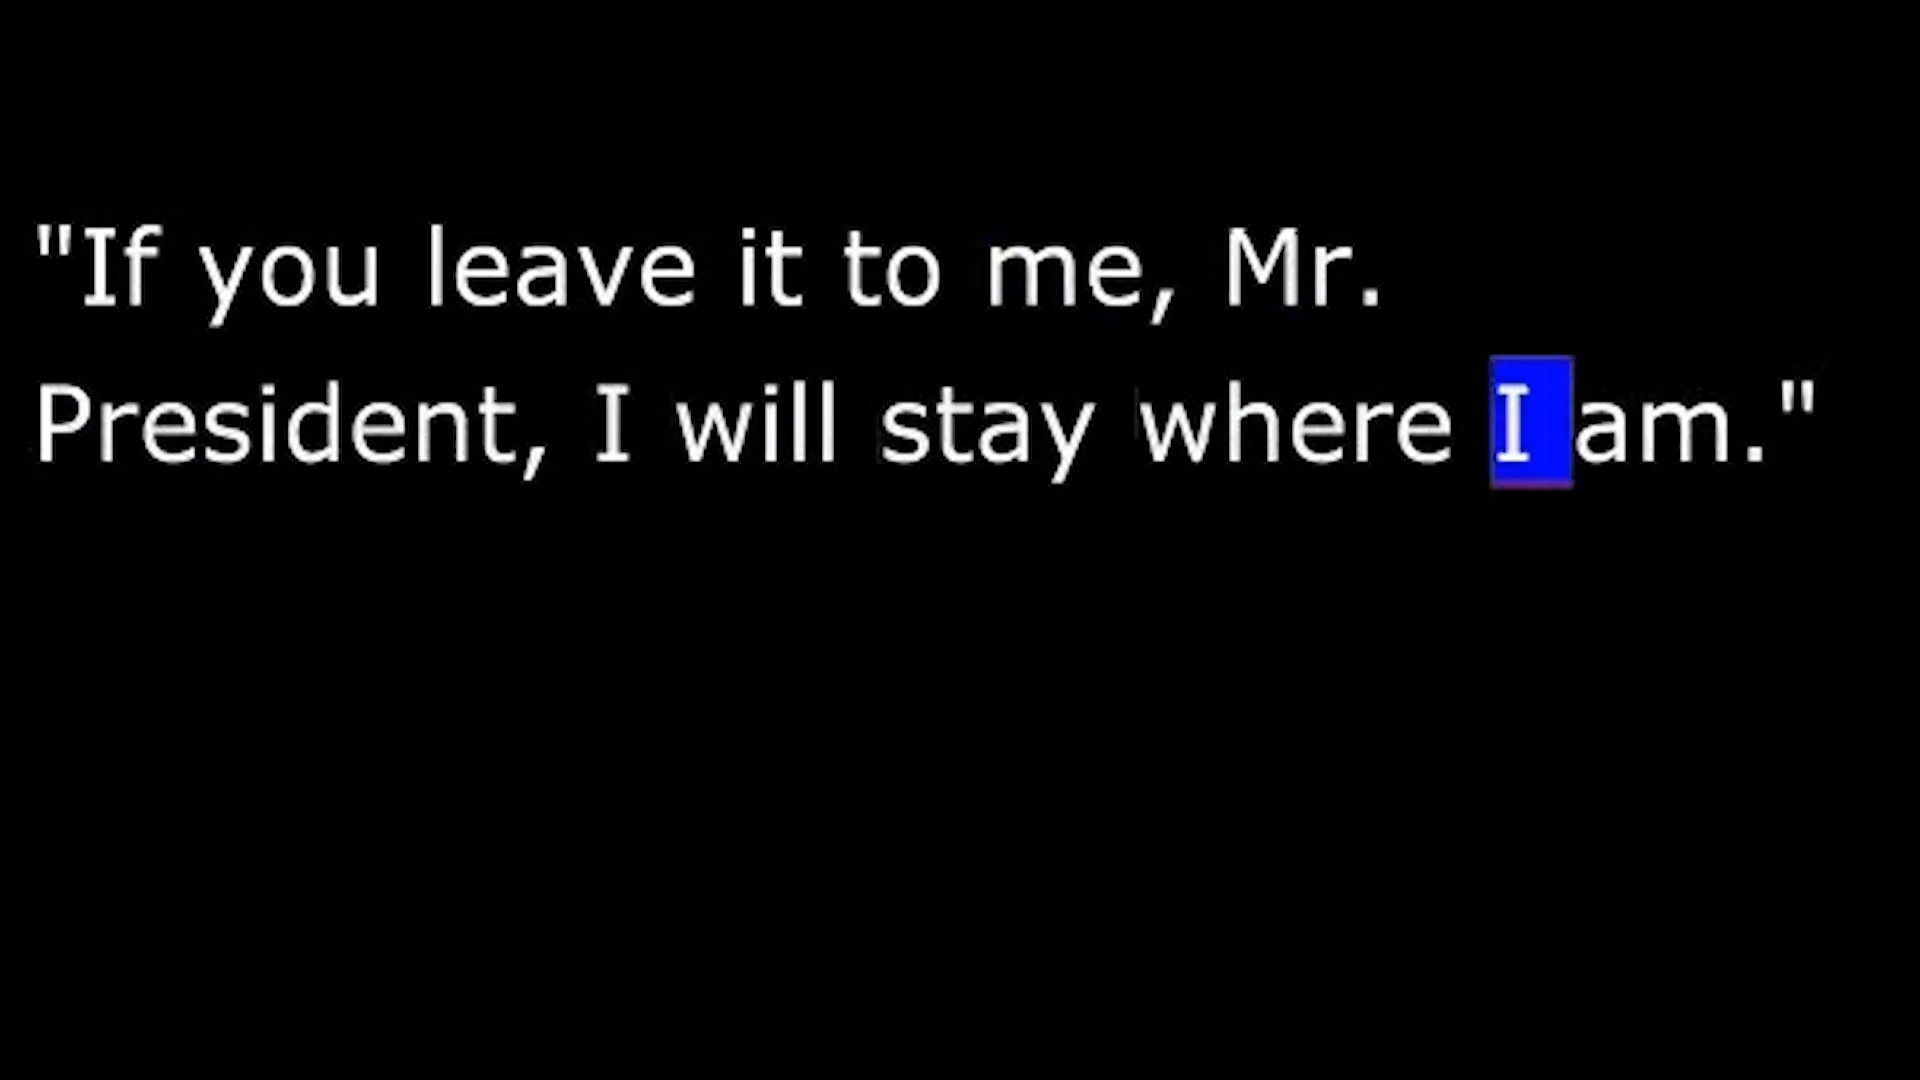 "If you leave it to me, Mr.
President, I will stay where I am."